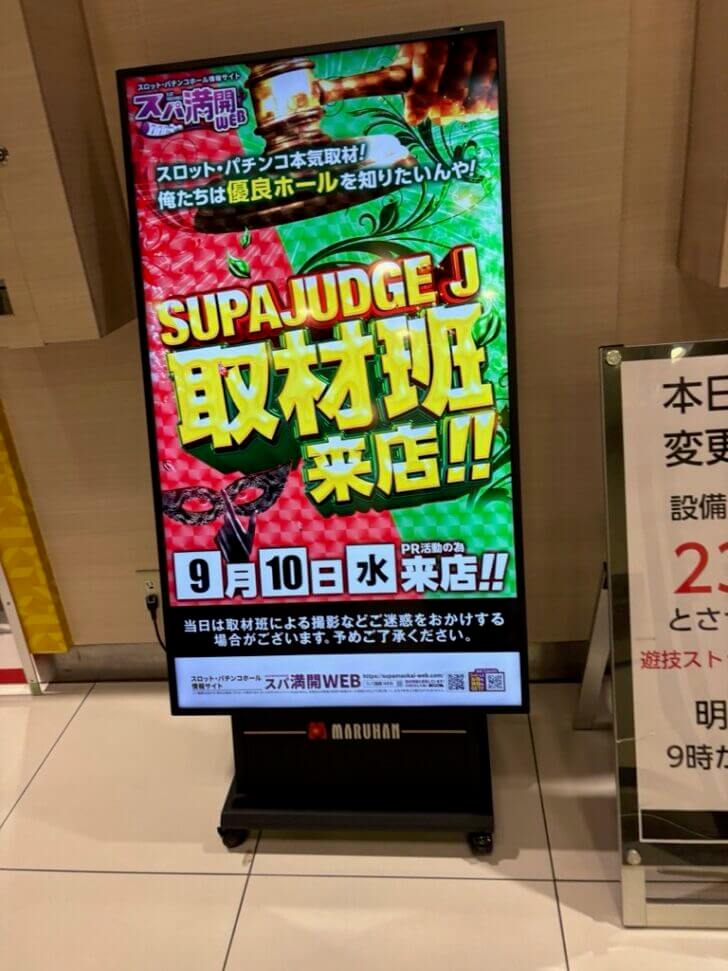 スロット・パチンコホール情報サイト
スパ満開
WEB
スロット・パチンコ本気取材!
俺たちは優良ホールを知りたいんや!
SUPAJUDGE J
取材班
来店!!
PR活動の為
9月10日水来店!!
当日は取材班による撮影などご迷惑をおかけする
場合がございます。予めご了承ください。
スロット・パチンコホール
情報サイト
スパ満開WEB
https://supamankai-web.com/
MARUHAN
本日
変更
設備
23
とさ
遊技スト
明
9時か